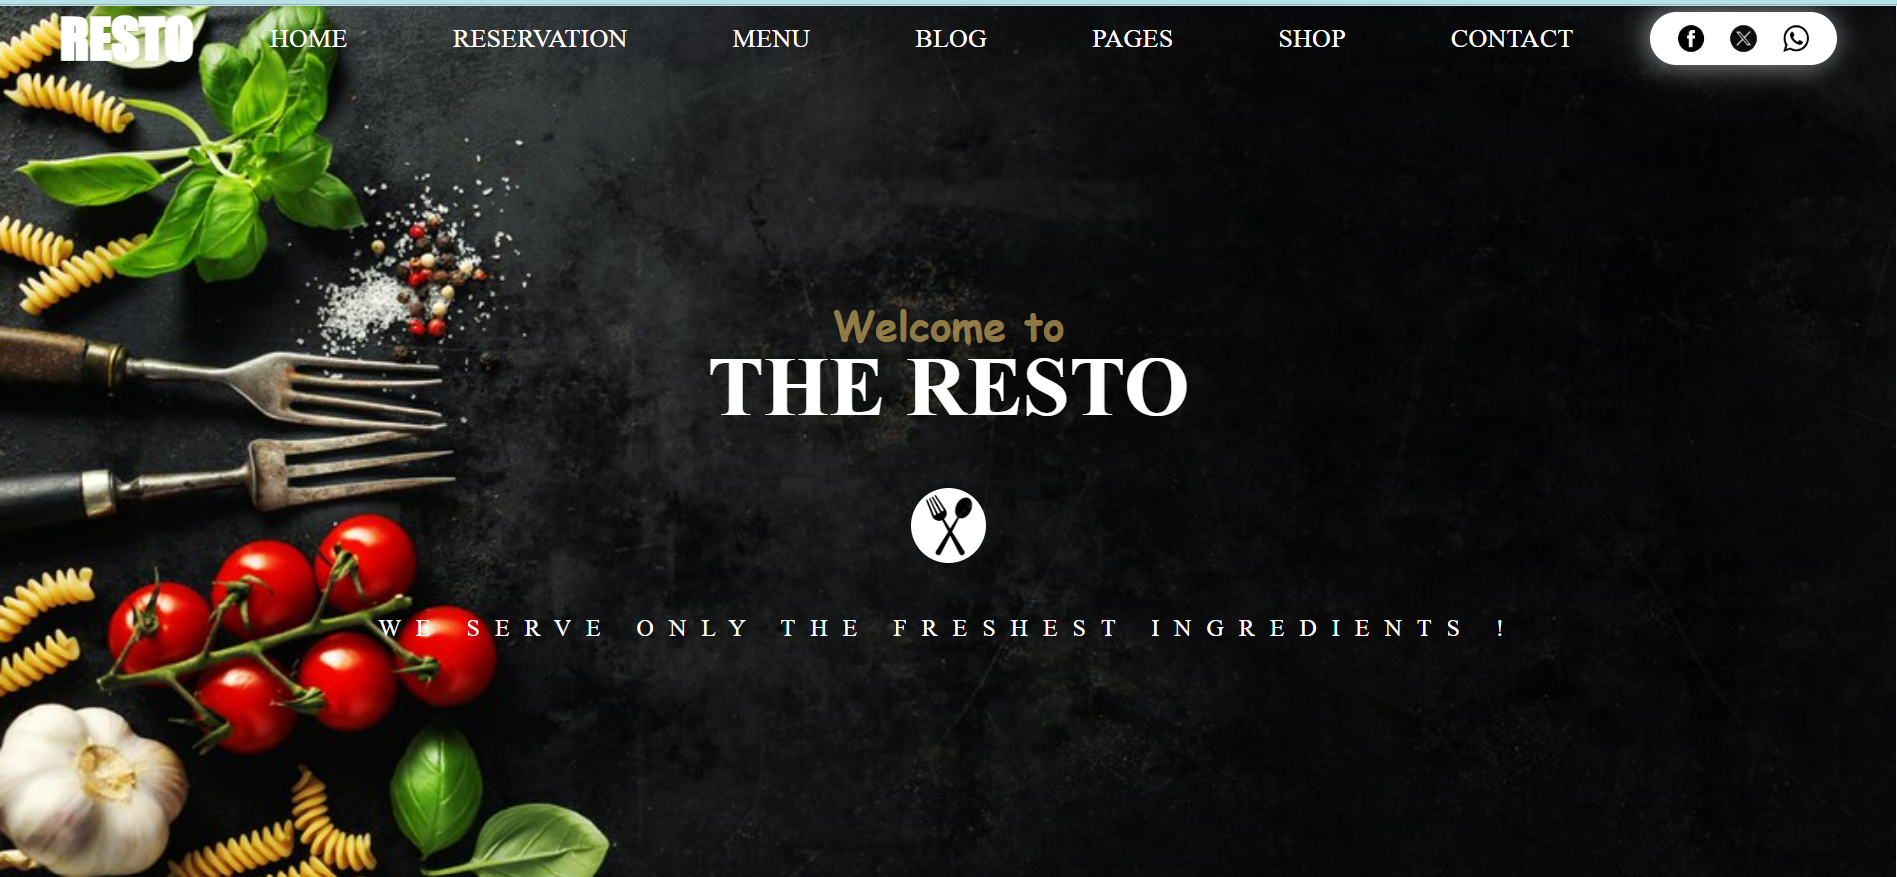 RESTO HOME RESERVATION MENU BLOG PAGES SHOP CONTACT
Welcome to
THE RESTO
WE SERVE ONLY THE FRESHEST INGREDIENTS !